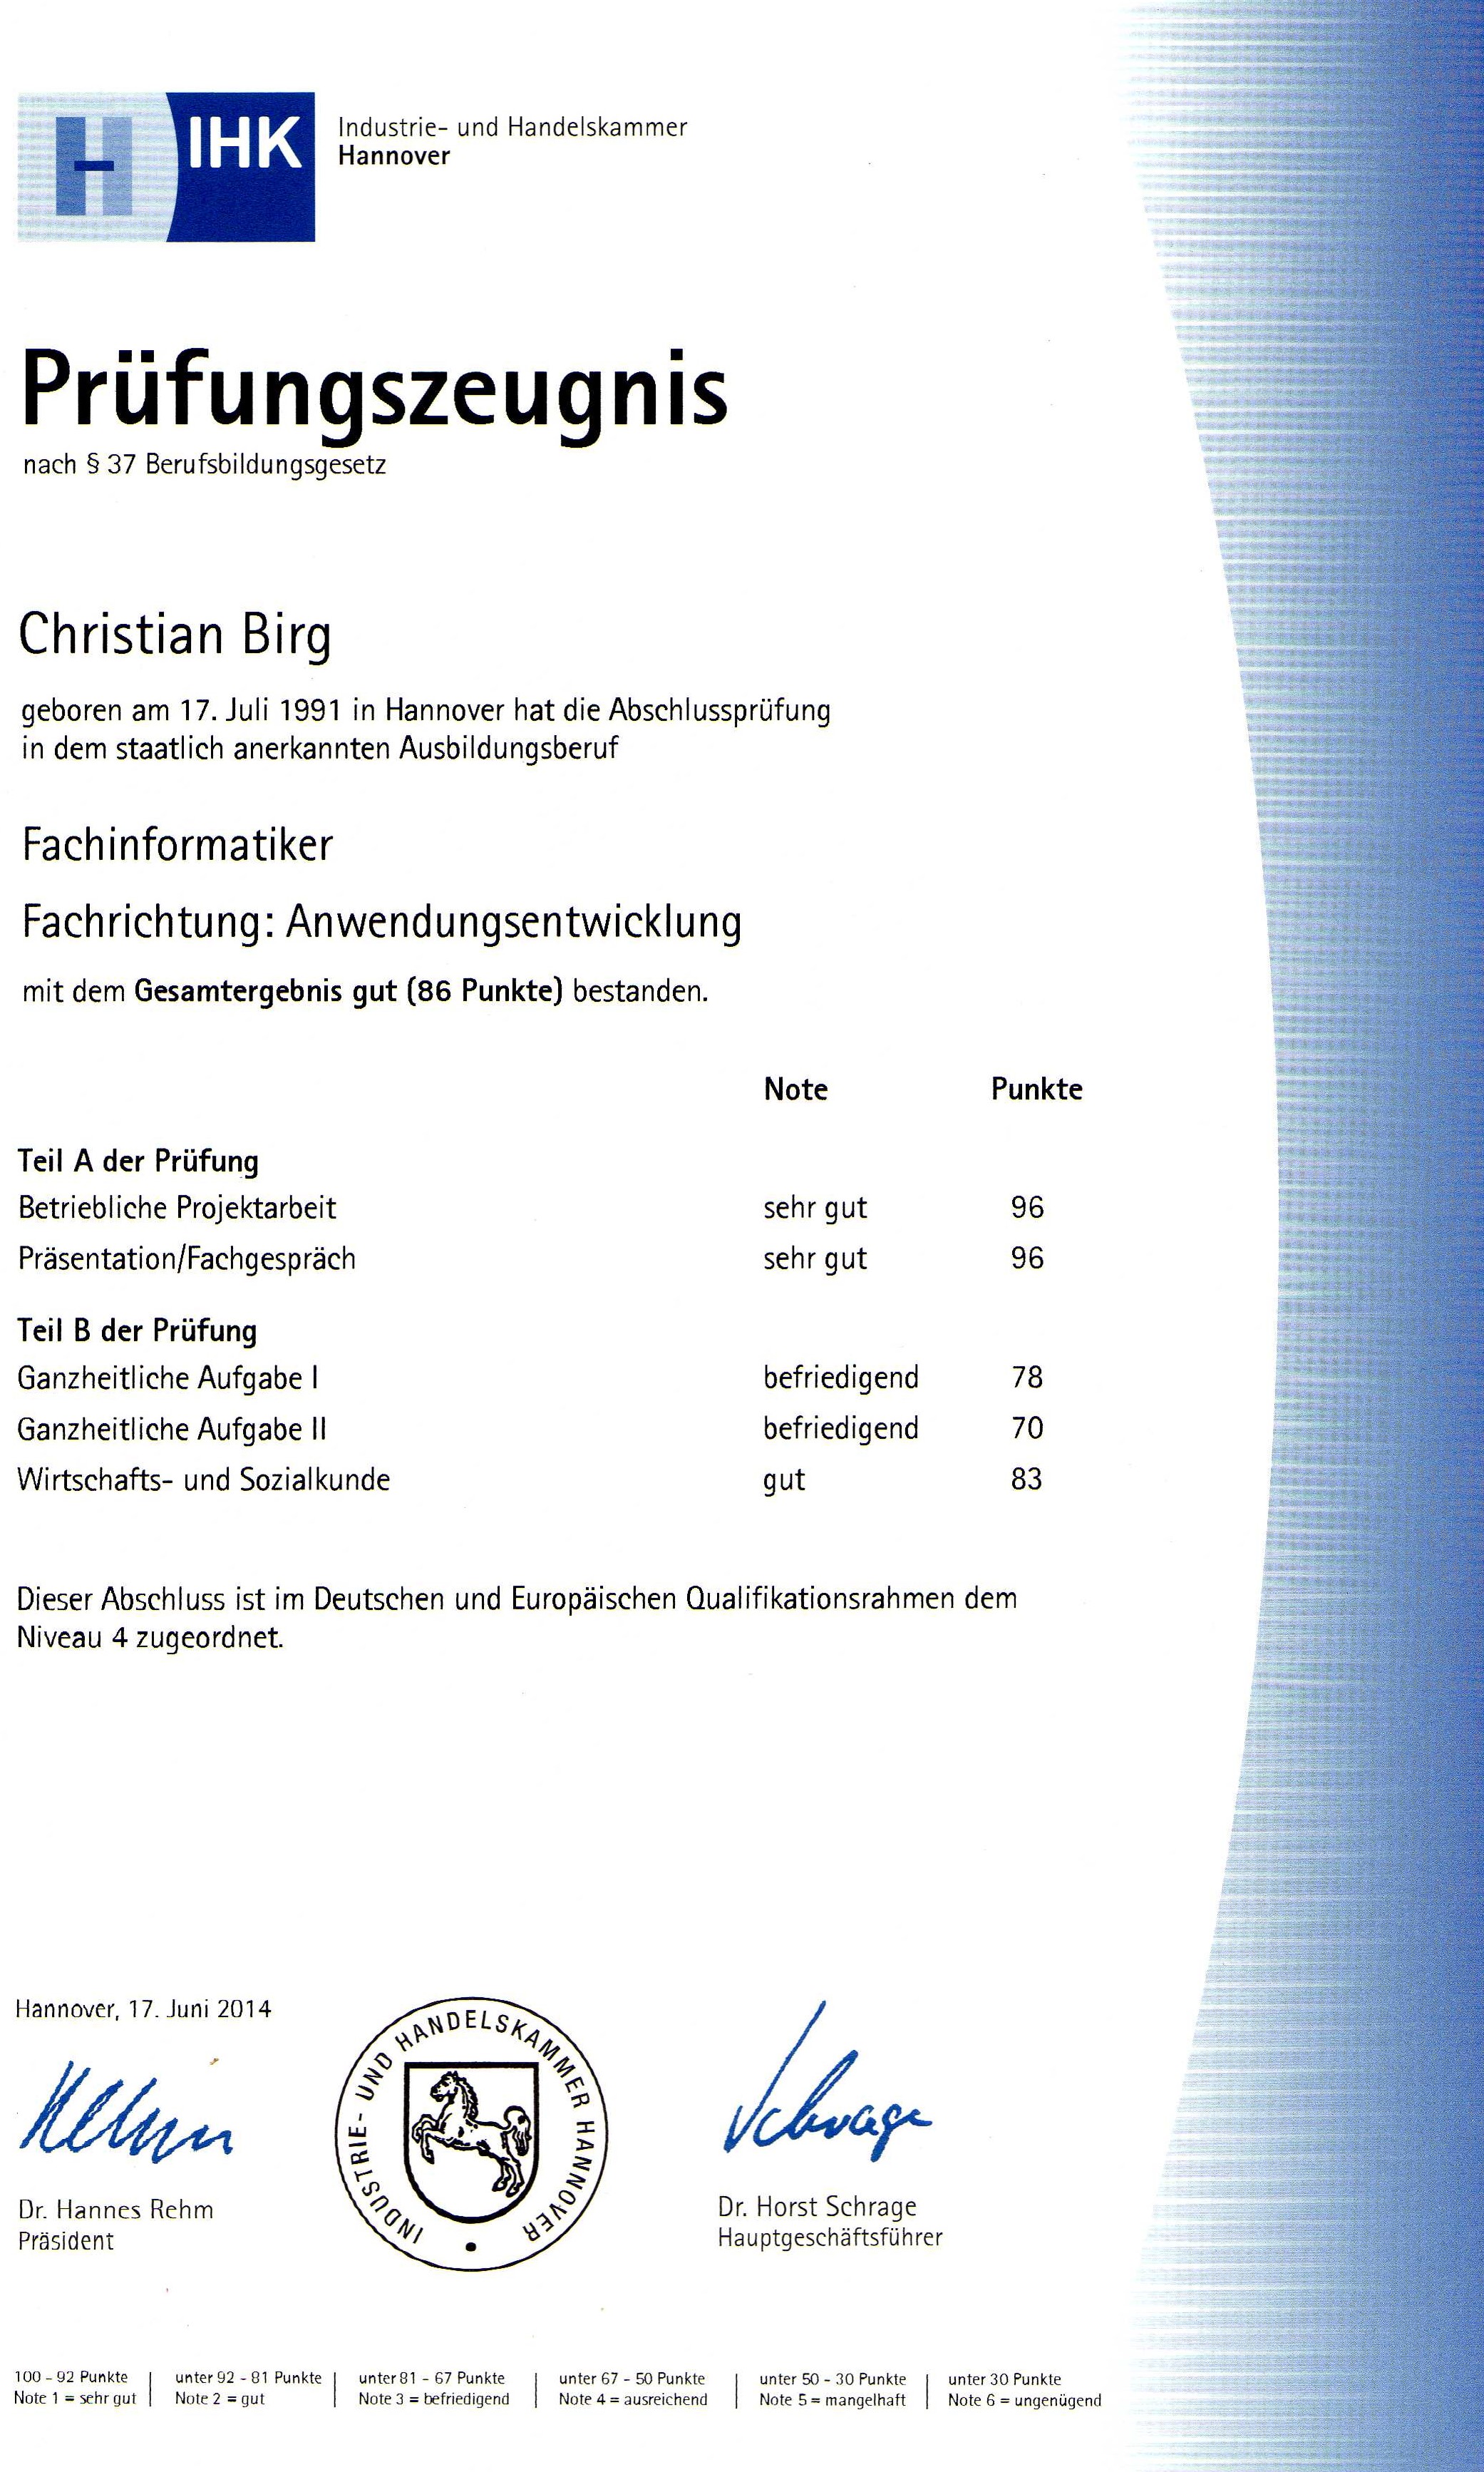 H IHK
Industrie- und Handelskammer
Hannover
Prüfungszeugnis
nach § 37 Berufsbildungsgesetz
Christian Birg
geboren am 17. Juli 1991 in Hannover hat die Abschlussprüfung
in dem staatlich anerkannten Ausbildungsberuf
Fachinformatiker
Fachrichtung: Anwendungsentwicklung
mit dem Gesamtergebnis gut (86 Punkte) bestanden.
Note Punkte
Teil A der Prüfung
Betriebliche Projektarbeit sehr gut 96
Präsentation/Fachgespräch sehr gut 96
Teil B der Prüfung
Ganzheitliche Aufgabe I befriedigend 78
Ganzheitliche Aufgabe II befriedigend 70
Wirtschafts- und Sozialkunde gut 83
Dieser Abschluss ist im Deutschen und Europäischen Qualifikationsrahmen dem
Niveau 4 zugeordnet.
Hannover, 17. Juni 2014
INDUSTRIE- UND HANDELSKAMMER HANNOVER
Rehm
Schrage
Dr. Hannes Rehm
Präsident
Dr. Horst Schrage
Hauptgeschäftsführer
100 - 92 Punkte | unter 92 - 81 Punkte | unter 81 - 67 Punkte | unter 67 - 50 Punkte | unter 50 - 30 Punkte | unter 30 Punkte
Note 1 = sehr gut | Note 2 = gut | Note 3 = befriedigend | Note 4 = ausreichend | Note 5 = mangelhaft | Note 6 = ungenügend